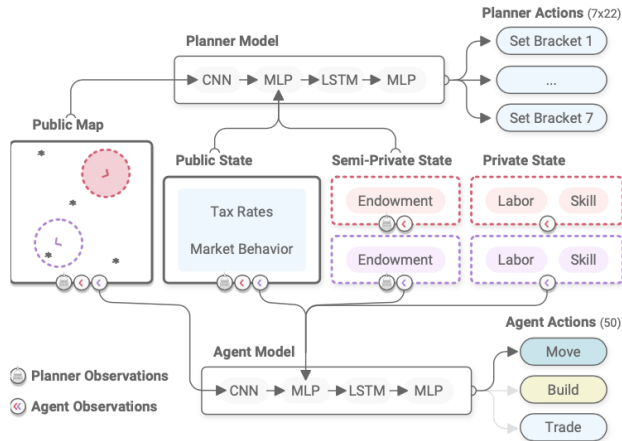 Planner Actions (7x22)
Planner Model
Set Bracket 1
CNN MLP LSTM MLP
...
Set Bracket 7
Public Map
Public State
Semi-Private State
Private State
Tax Rates
Market Behavior
Endowment
Labor Skill
Endowment
Labor Skill
Agent Actions (50)
Agent Model
Move
Planner Observations
CNN MLP LSTM MLP
Build
Agent Observations
Trade